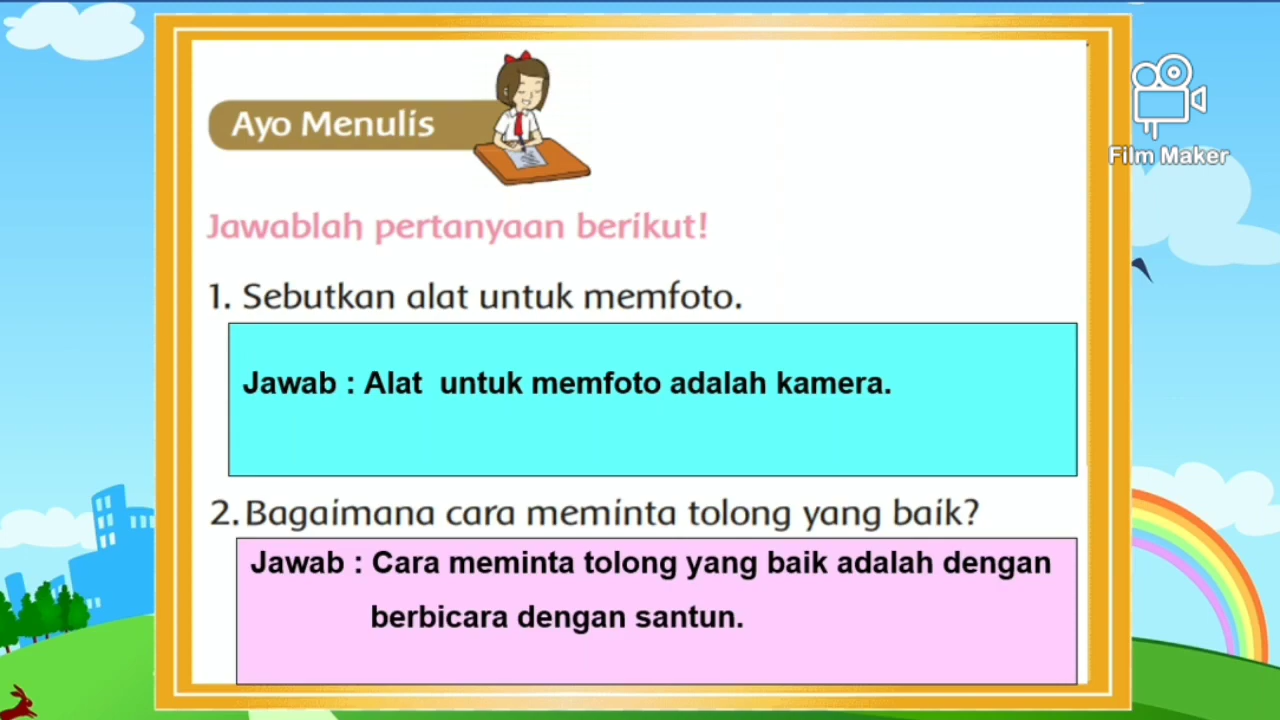 Ayo Menulis
Film Maker
Jawablah pertanyaan berikut!
1. Sebutkan alat untuk memfoto.
Jawab : Alat untuk memfoto adalah kamera.
2. Bagaimana cara meminta tolong yang baik?
Jawab : Cara meminta tolong yang baik adalah dengan
berbicara dengan santun.